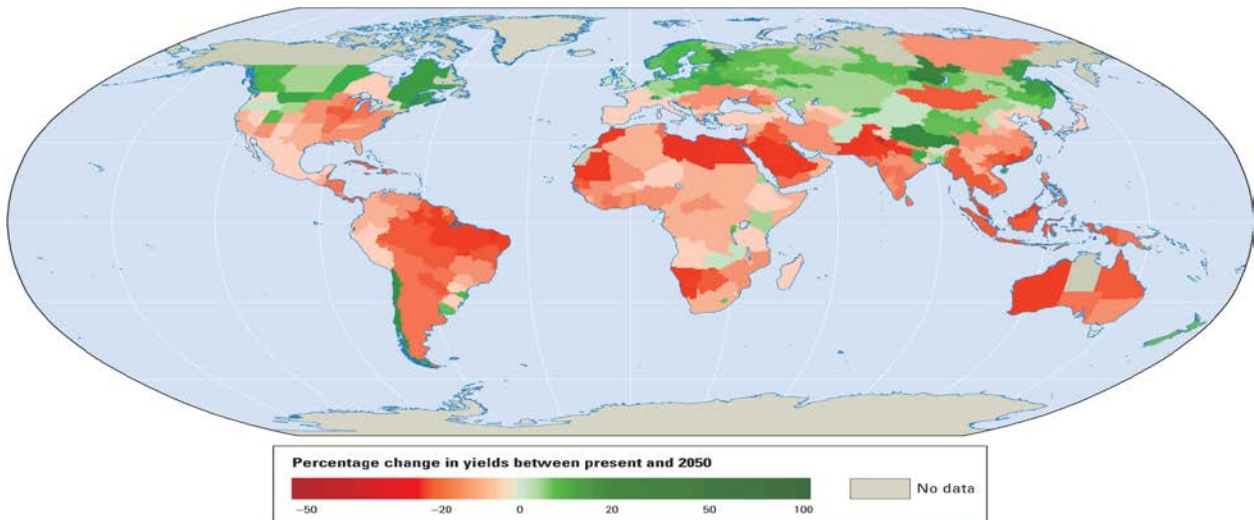 Percentage change in yields between present and 2050
No data
−50 −20 0 20 50 100